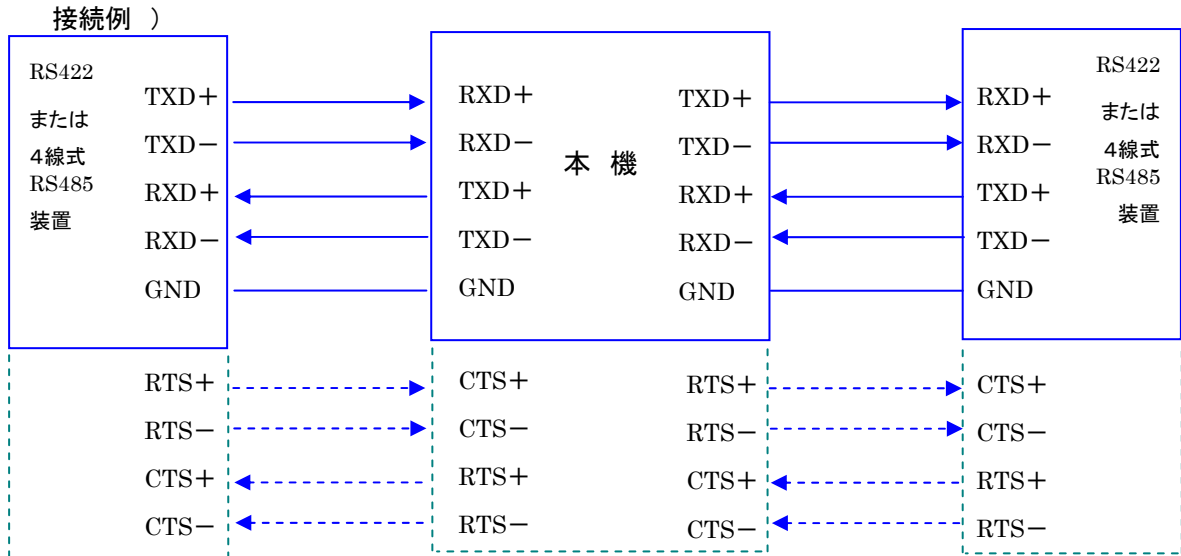 接続例 )
RS422
または
4線式
RS485
装置
TXD+
TXD−
RXD+
RXD−
GND
RXD+
RXD−
TXD+
TXD−
GND
本 機
TXD+
TXD−
RXD+
RXD−
GND
RXD+
RXD−
TXD+
TXD−
GND
RS422
または
4線式
RS485
装置
RTS+
RTS−
CTS+
CTS−
CTS+
CTS−
RTS+
RTS−
RTS+
RTS−
CTS+
CTS−
CTS+
CTS−
RTS+
RTS−